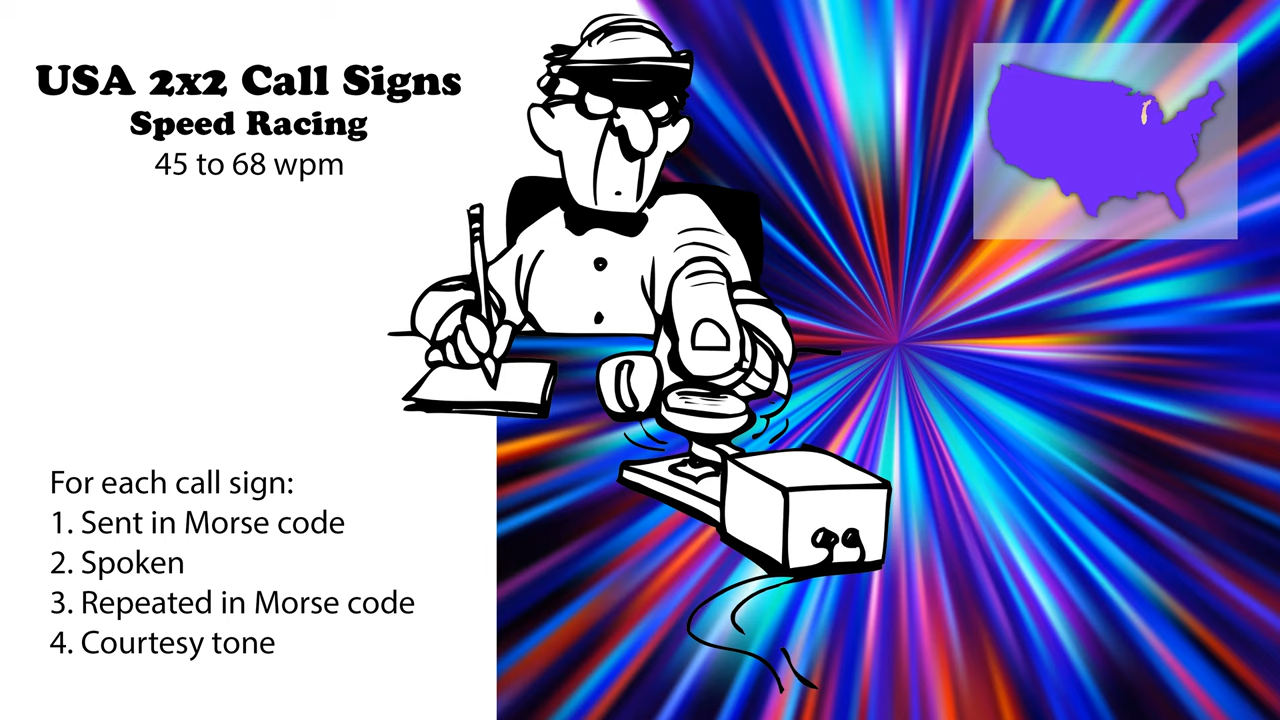 USA 2x2 Call Signs
Speed Racing
45 to 68 wpm
For each call sign:
1. Sent in Morse code
2. Spoken
3. Repeated in Morse code
4. Courtesy tone